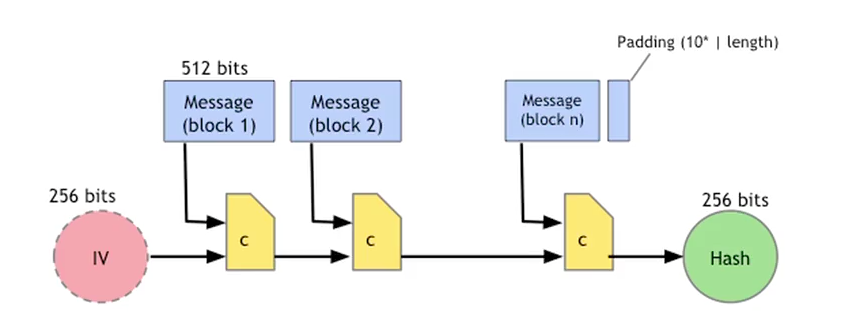 Padding (10* | length)
512 bits
Message
(block 1)
Message
(block 2)
Message
(block n)
256 bits
256 bits
IV
c
c
c
Hash